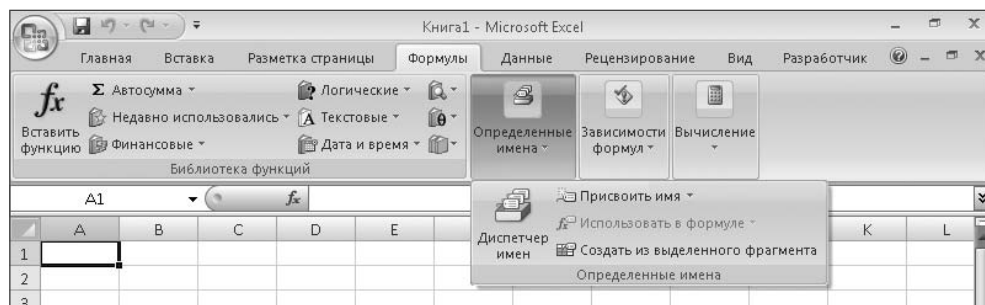 Книга1 - Microsoft Excel
Главная Вставка Разметка страницы Формулы Данные Рецензирование Вид Разработчик
fx Вставить функцию
Σ Автосумма
Недавно использовались
Финансовые
Логические
A Текстовые
Дата и время
θ
Библиотека функций
Определенные имена
Зависимости формул
Вычисление
A1 fx
Диспетчер имен
Присвоить имя
Использовать в формуле
Создать из выделенного фрагмента
Определенные имена
A B C D E K L
1
2
3